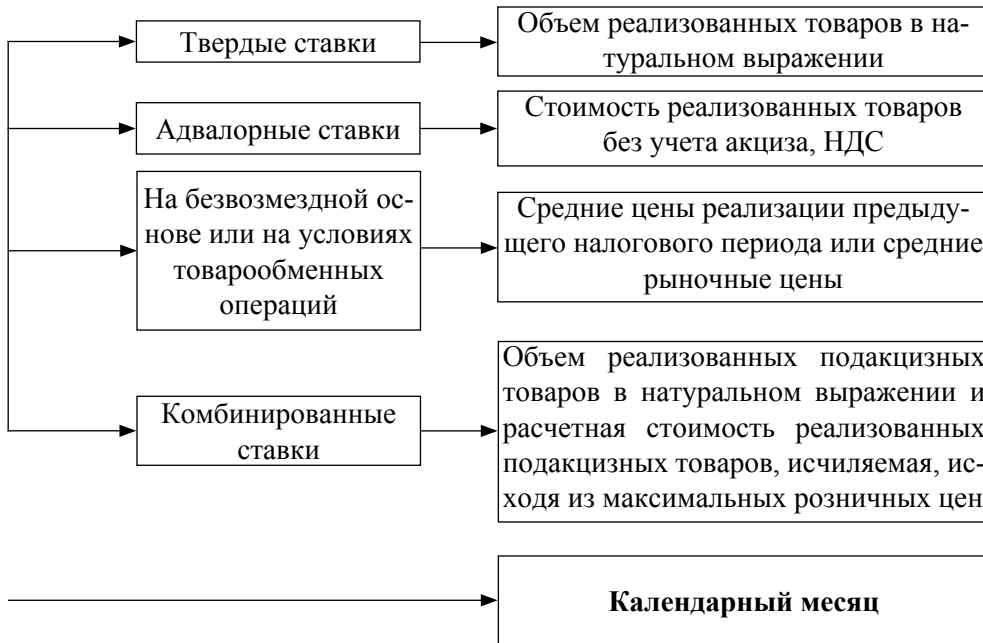 Твердые ставки
Объем реализованных товаров в на-
туральном выражении
Адвалорные ставки
Стоимость реализованных товаров
без учета акциза, НДС
На безвозмездной ос-
нове или на условиях
товарообменных
операций
Средние цены реализации предыду-
щего налогового периода или средние
рыночные цены
Комбинированные
ставки
Объем реализованных подакцизных
товаров в натуральном выражении и
расчетная стоимость реализованных
подакцизных товаров, исчиляемая, ис-
ходя из максимальных розничных цен
Календарный месяц